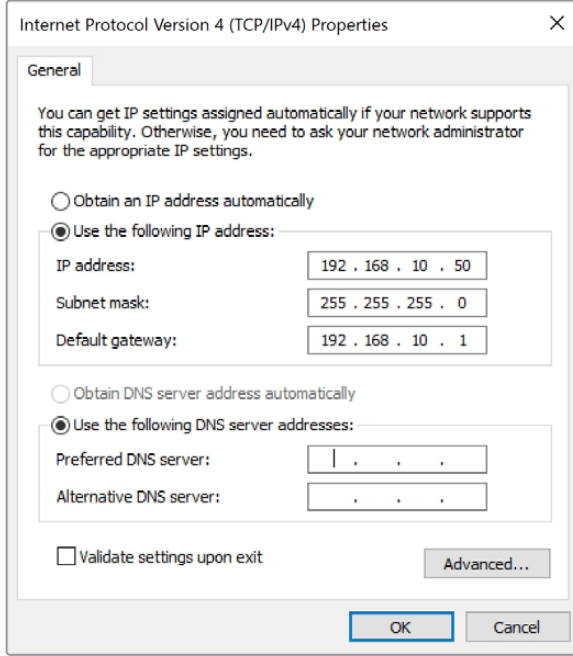 Internet Protocol Version 4 (TCP/IPv4) Properties
General
You can get IP settings assigned automatically if your network supports
this capability. Otherwise, you need to ask your network administrator
for the appropriate IP settings.
Obtain an IP address automatically
Use the following IP address:
IP address: 192 . 168 . 10 . 50
Subnet mask: 255 . 255 . 255 . 0
Default gateway: 192 . 168 . 10 . 1
Obtain DNS server address automatically
Use the following DNS server addresses:
Preferred DNS server: . . .
Alternative DNS server: . . .
Validate settings upon exit
Advanced...
OK Cancel